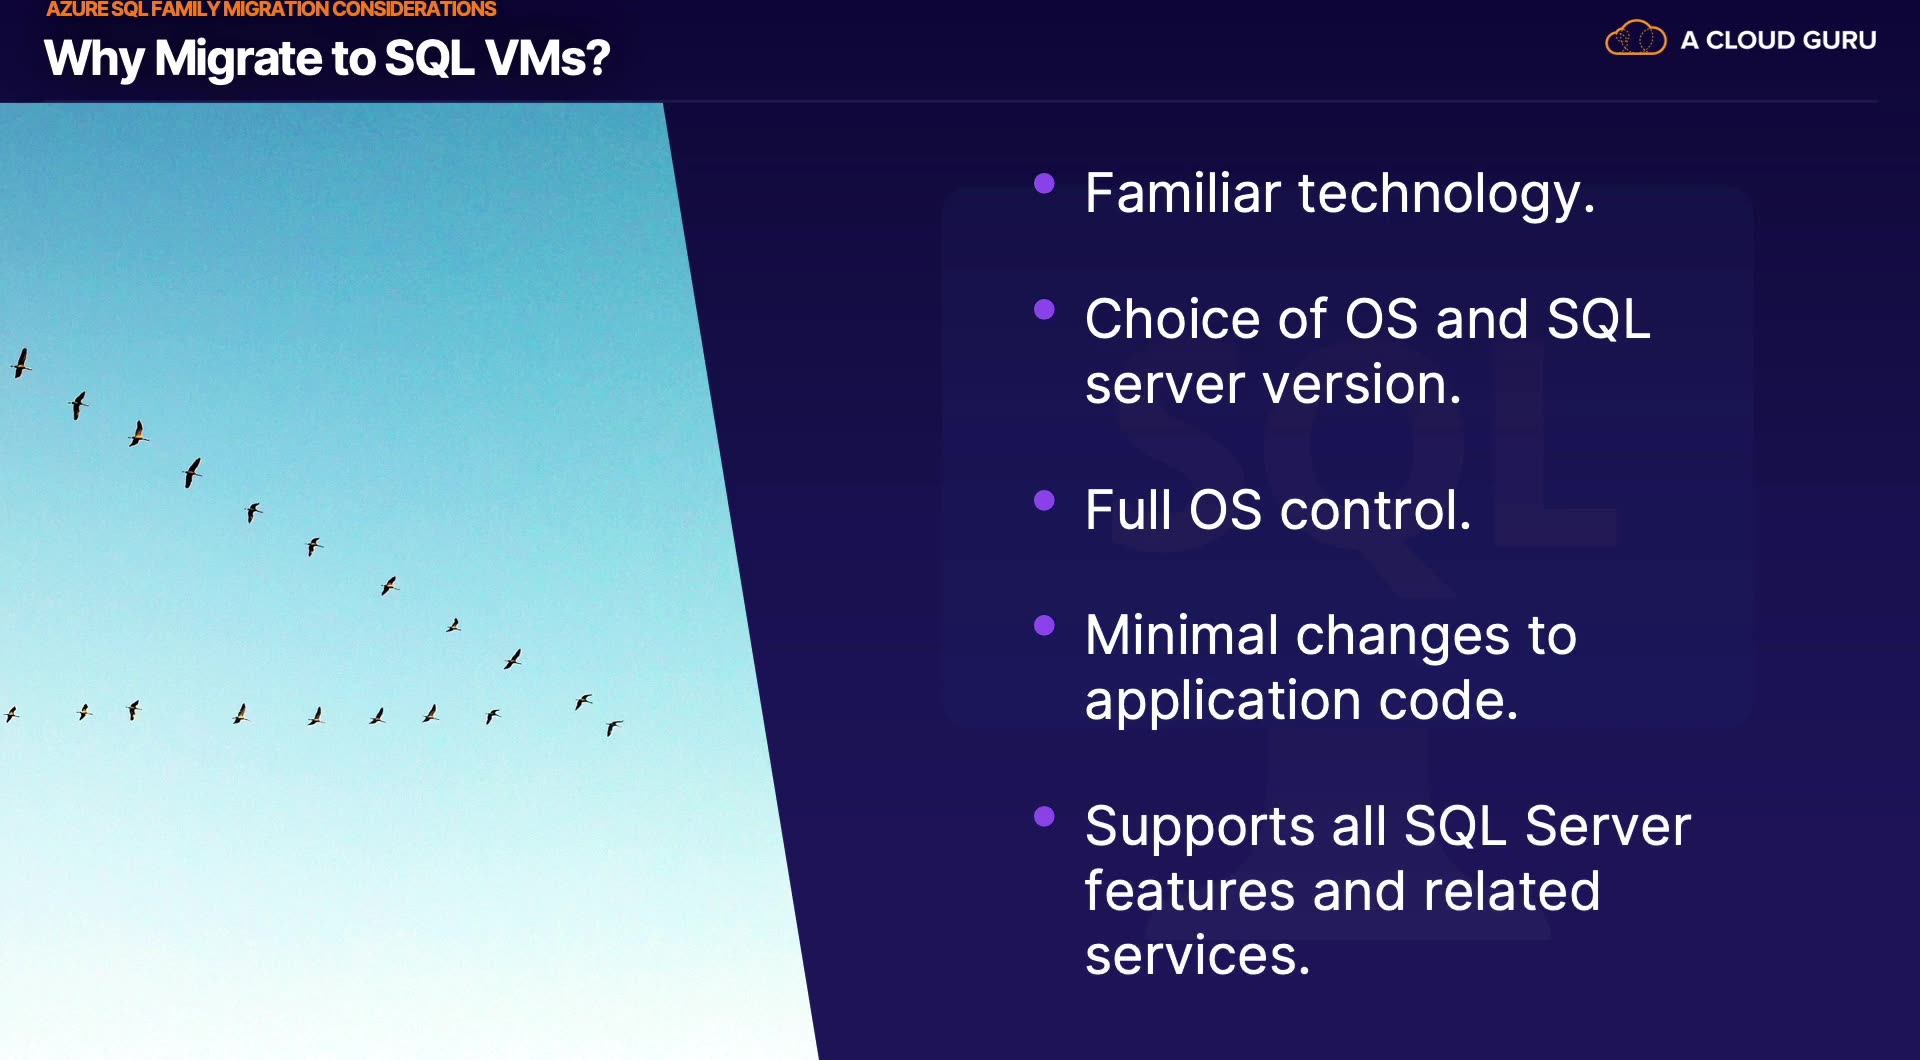 AZURE SQL FAMILY MIGRATION CONSIDERATIONS
Why Migrate to SQL VMs?
A CLOUD GURU
Familiar technology.
Choice of OS and SQL
server version.
Full OS control.
Minimal changes to
application code.
Supports all SQL Server
features and related
services.
SQL